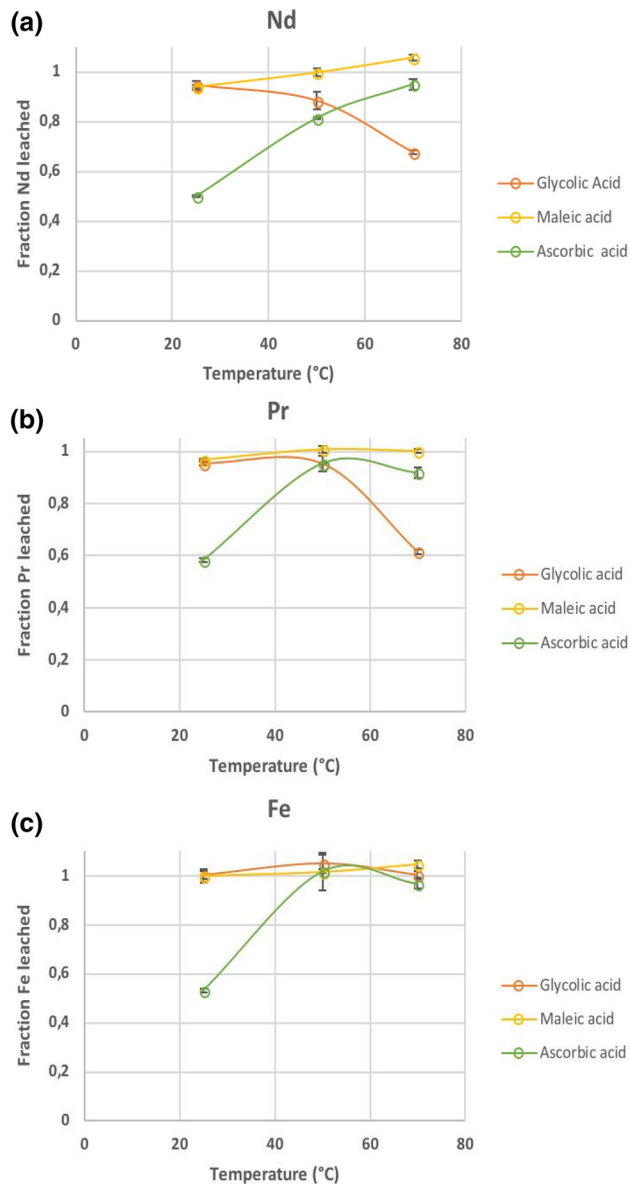 (a)
Nd
Fraction Nd leached
1
0,8
0,6
0,4
0,2
0
0 20 40 60 80
Temperature (°C)
Glycolic Acid
Maleic acid
Ascorbic acid
(b)
Pr
Fraction Pr leached
1
0,8
0,6
0,4
0,2
0
0 20 40 60 80
Temperature (°C)
Glycolic acid
Maleic acid
Ascorbic acid
(c)
Fe
Fraction Fe leached
1
0,8
0,6
0,4
0,2
0
0 20 40 60 80
Temperature (°C)
Glycolic acid
Maleic acid
Ascorbic acid